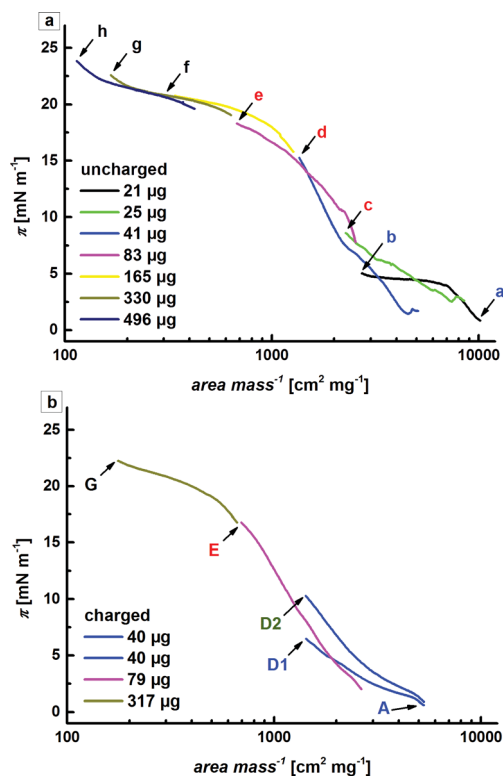 a
h
g
f
e
d
c
b
a
25
20
15
10
5
0
π [mN m⁻¹]
uncharged
21 µg
25 µg
41 µg
83 µg
165 µg
330 µg
496 µg
100 1000 10000
area mass⁻¹ [cm² mg⁻¹]
b
G
E
D2
D1
A
25
20
15
10
5
0
π [mN m⁻¹]
charged
40 µg
40 µg
79 µg
317 µg
100 1000 10000
area mass⁻¹ [cm² mg⁻¹]